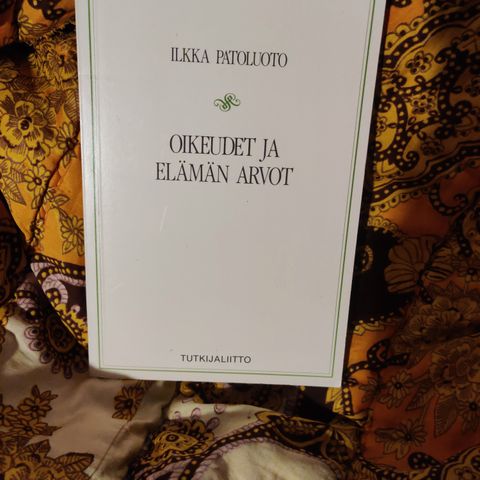 ILKKA PATOLUOTO
OIKEUDET JA
ELÄMÄN ARVOT
TUTKIJALIITTO